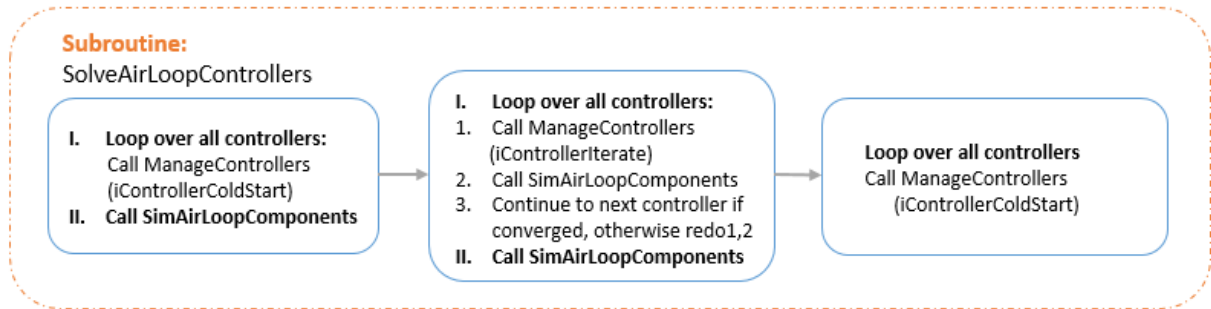 Subroutine:
SolveAirLoopControllers
I. Loop over all controllers:
Call ManageControllers
(iControllerColdStart)
II. Call SimAirLoopComponents
I. Loop over all controllers:
1. Call ManageControllers
(iControllerIterate)
2. Call SimAirLoopComponents
3. Continue to next controller if
converged, otherwise redo1,2
II. Call SimAirLoopComponents
Loop over all controllers
Call ManageControllers
(iControllerColdStart)